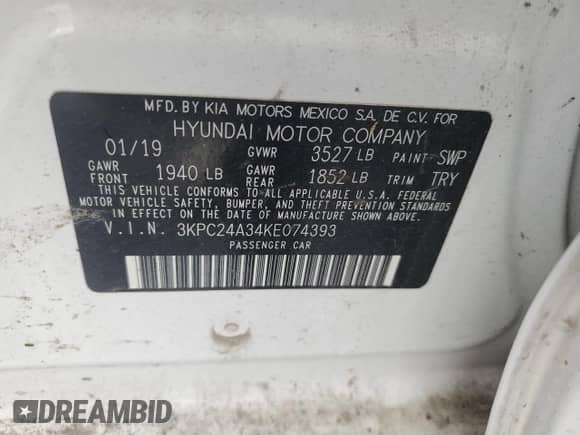 MFD. BY KIA MOTORS MEXICO S.A. DE C.V. FOR
HYUNDAI MOTOR COMPANY
01/19 GVWR 3527 LB PAINT SWP
GAWR FRONT 1940 LB GAWR REAR 1852 LB TRIM TRY
THIS VEHICLE CONFORMS TO ALL APPLICABLE U.S.A. FEDERAL
MOTOR VEHICLE SAFETY, BUMPER, AND THEFT PREVENTION STANDARDS
IN EFFECT ON THE DATE OF MANUFACTURE SHOWN ABOVE.
V.I.N. 3KPC24A34KE074393
PASSENGER CAR
DREAMBID